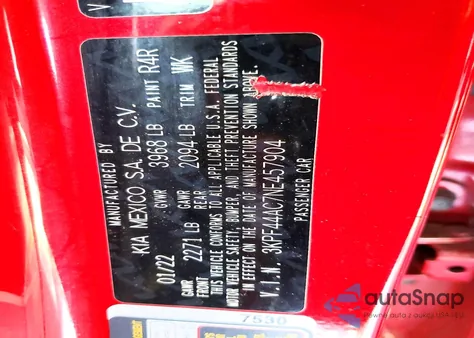 V
MANUFACTURED BY
KIA MEXICO S.A. DE C.V.
01/22 GVWR 3968 LB PAINT R4R
GAWR FRONT 2271 LB GAWR REAR 2094 LB TRIM WK
THIS VEHICLE CONFORMS TO ALL APPLICABLE U.S.A. FEDERAL
MOTOR VEHICLE SAFETY, BUMPER, AND THEFT PREVENTION STANDARDS
IN EFFECT ON THE DATE OF MANUFACTURE SHOWN ABOVE.
V.I.N. 3KPF44AC7NE457904
PASSENGER CAR
7530
autaSnap